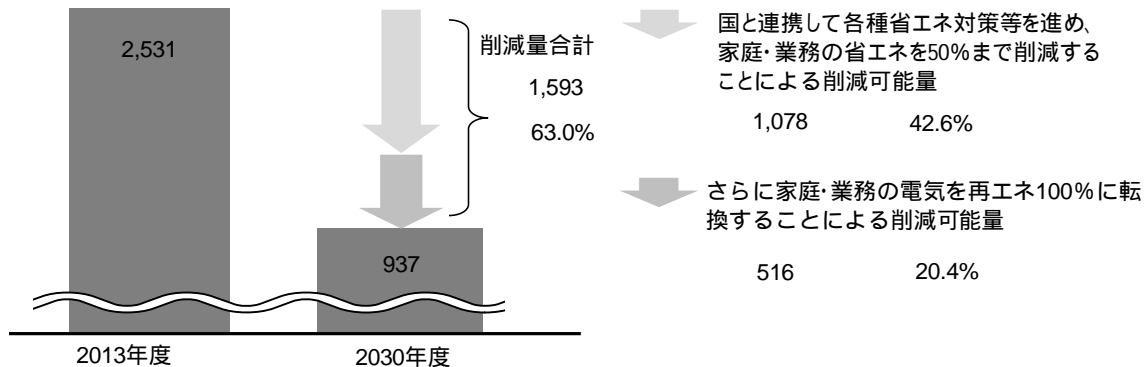 2,531
削減量合計
1,593
63.0%
937
2013年度
2030年度
国と連携して各種省エネ対策等を進め、
家庭・業務の省エネを50%まで削減する
ことによる削減可能量
1,078 42.6%
さらに家庭・業務の電気を再エネ100%に転
換することによる削減可能量
516 20.4%